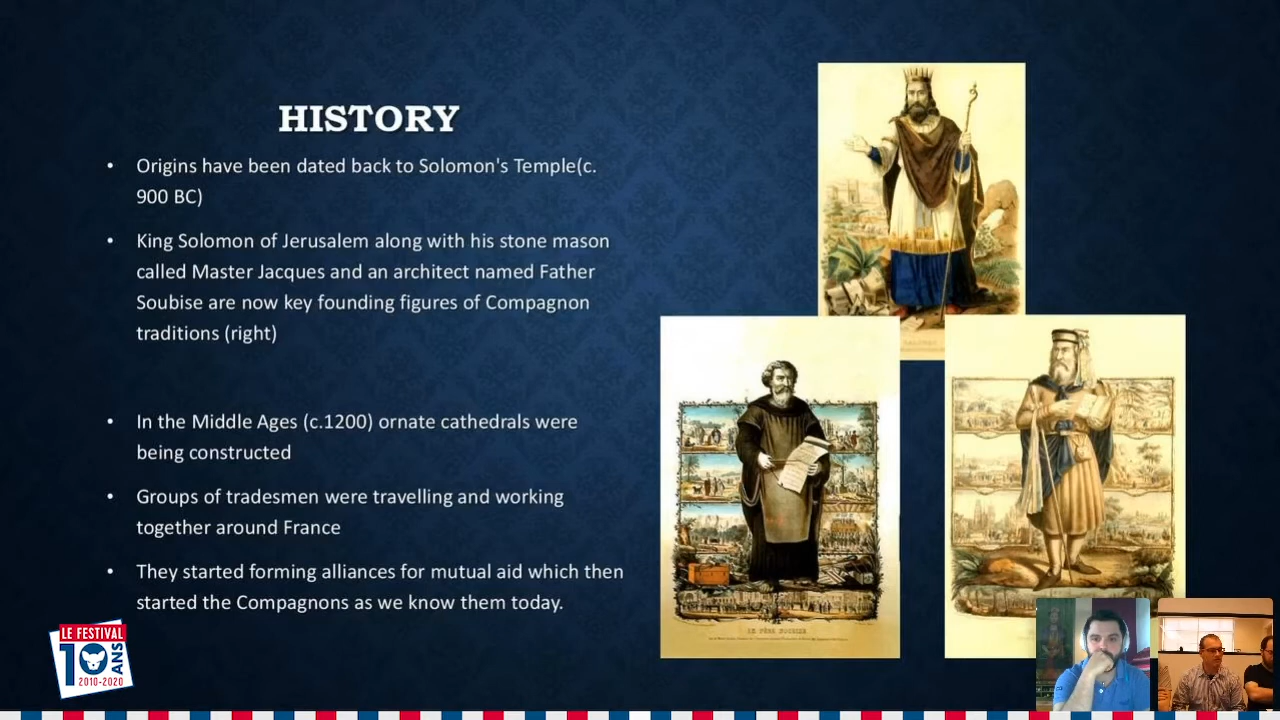 HISTORY
• Origins have been dated back to Solomon's Temple(c.
900 BC)
• King Solomon of Jerusalem along with his stone mason
called Master Jacques and an architect named Father
Soubise are now key founding figures of Compagnon
traditions (right)
• In the Middle Ages (c.1200) ornate cathedrals were
being constructed
• Groups of tradesmen were travelling and working
together around France
• They started forming alliances for mutual aid which then
started the Compagnons as we know them today.
LE PÈRE SOUBISE
LE FESTIVAL
10 ANS
2010-2020